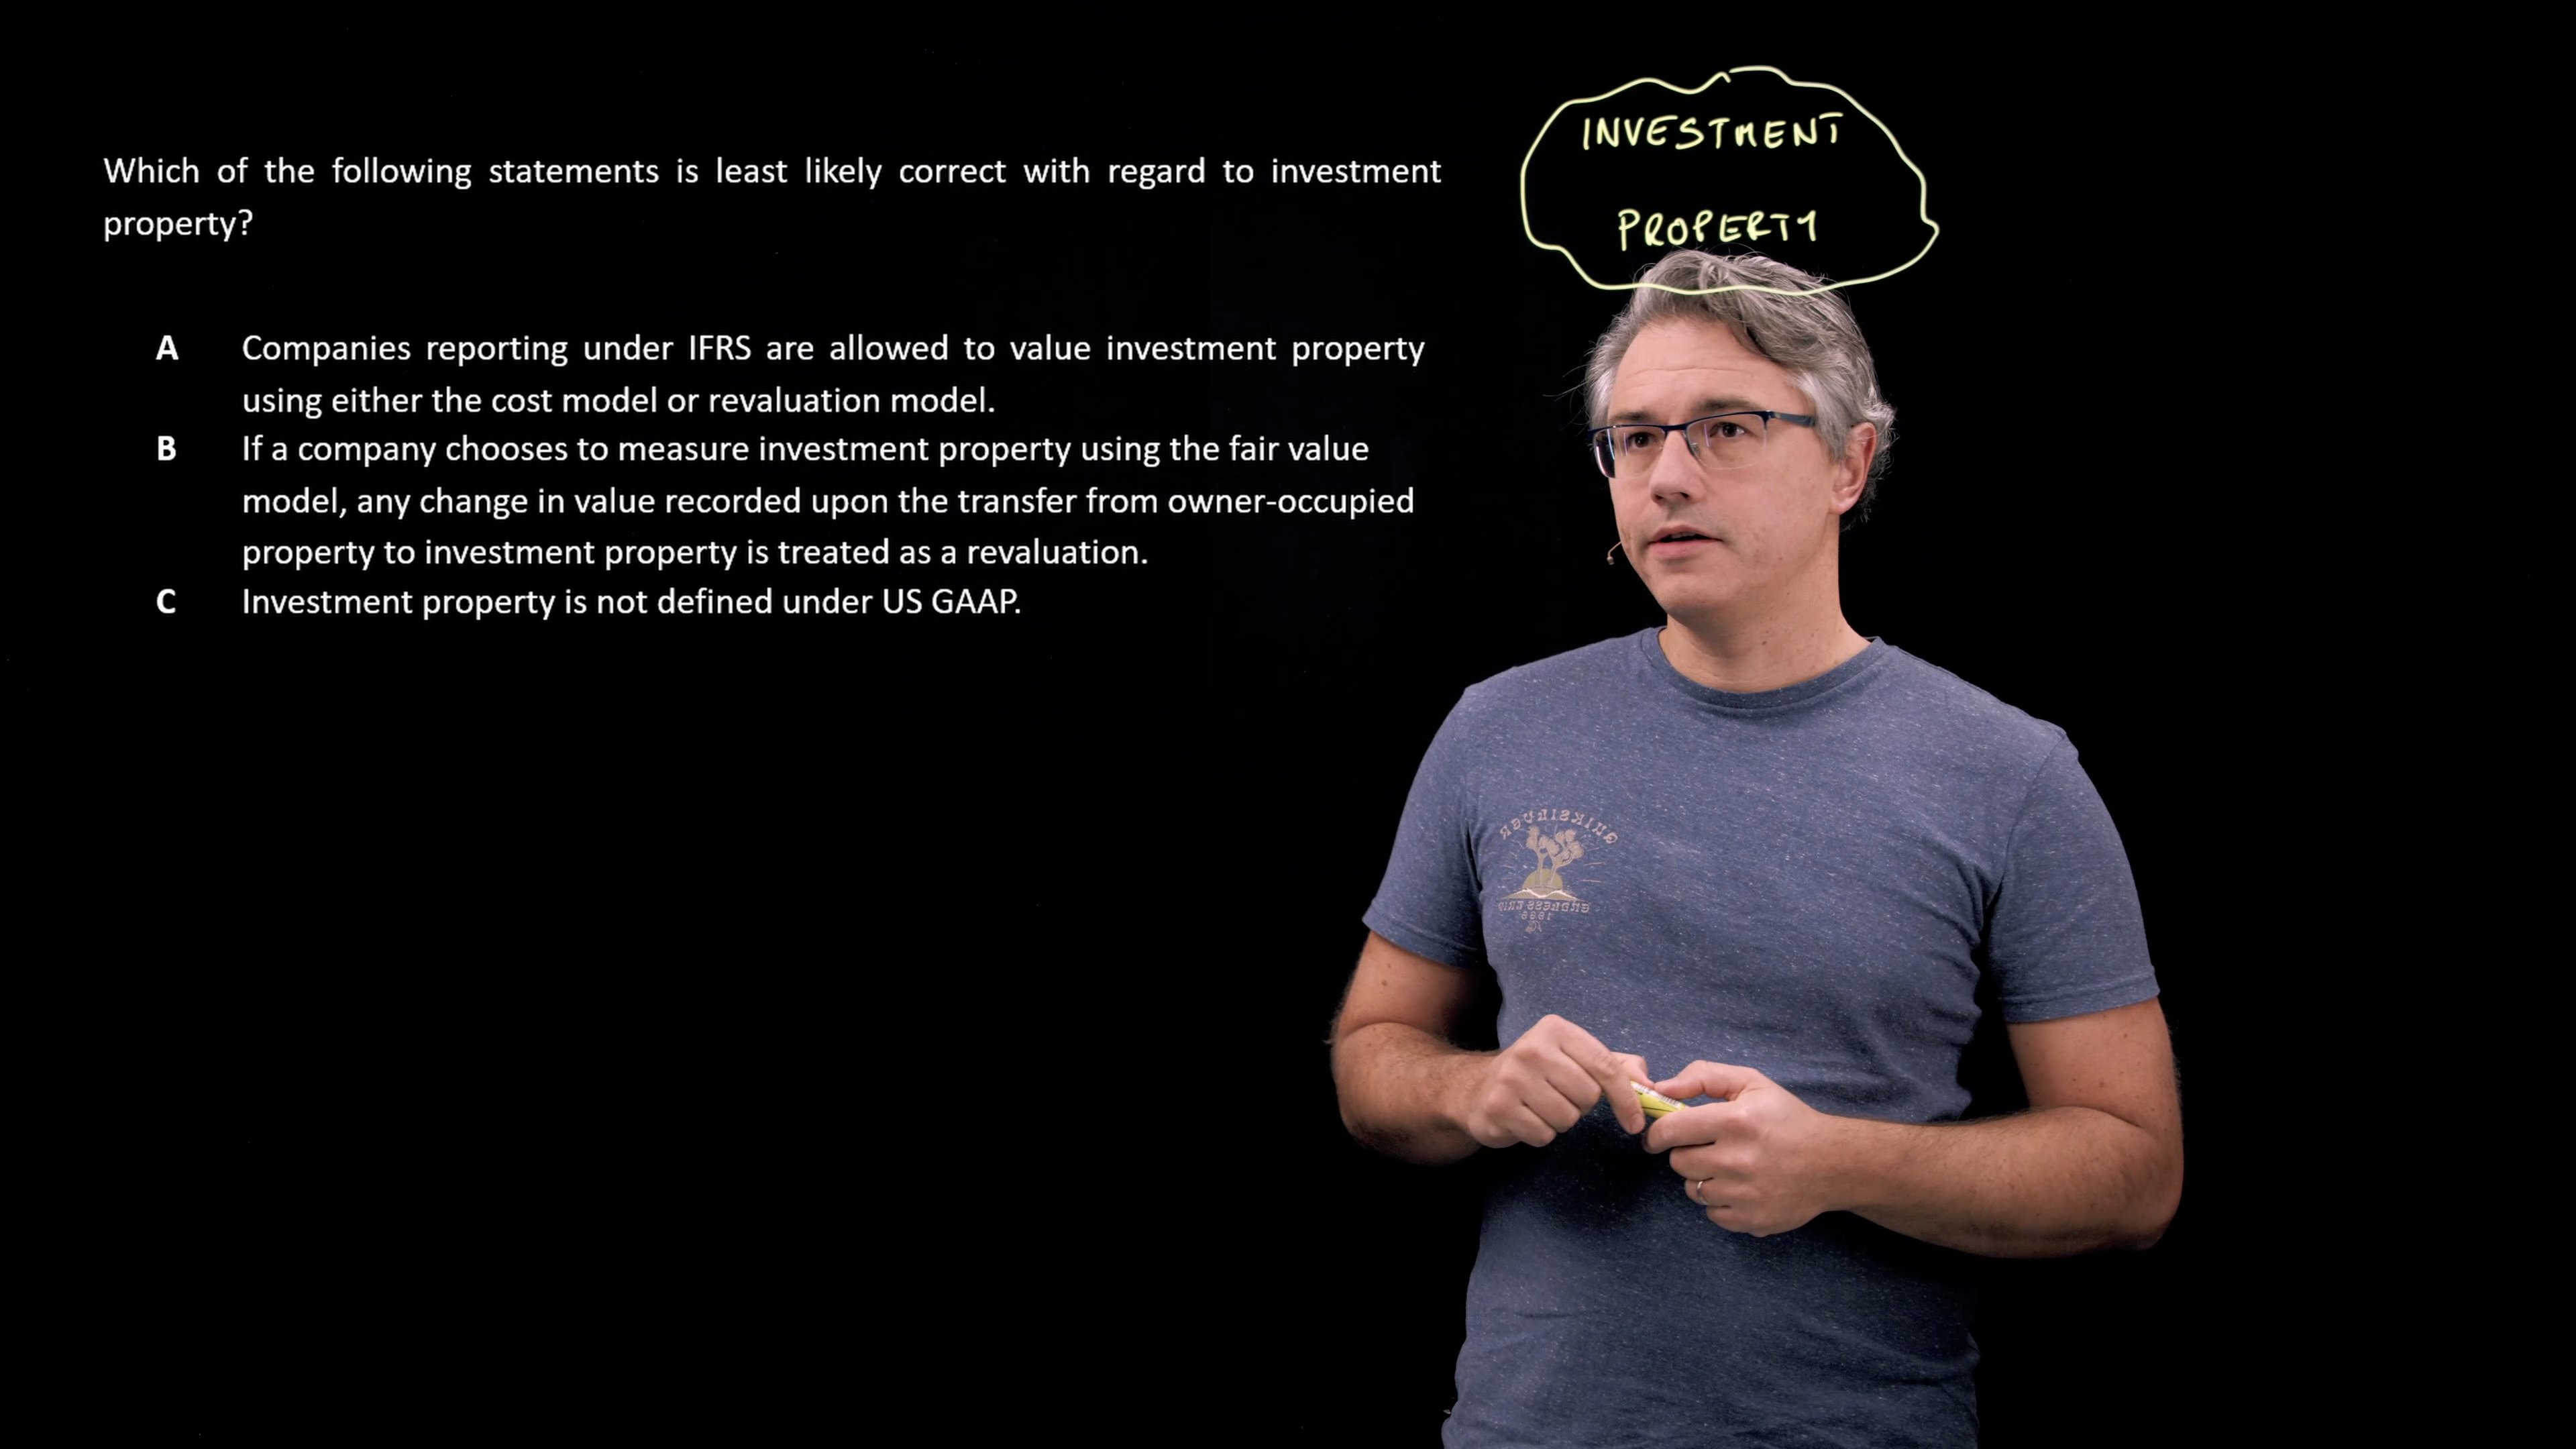 Which of the following statements is least likely correct with regard to investment
property?
A Companies reporting under IFRS are allowed to value investment property
using either the cost model or revaluation model.
B If a company chooses to measure investment property using the fair value
model, any change in value recorded upon the transfer from owner-occupied
property to investment property is treated as a revaluation.
C Investment property is not defined under US GAAP.
INVESTMENT
PROPERTY
QUIKSILVER
ENDLESS TRIP